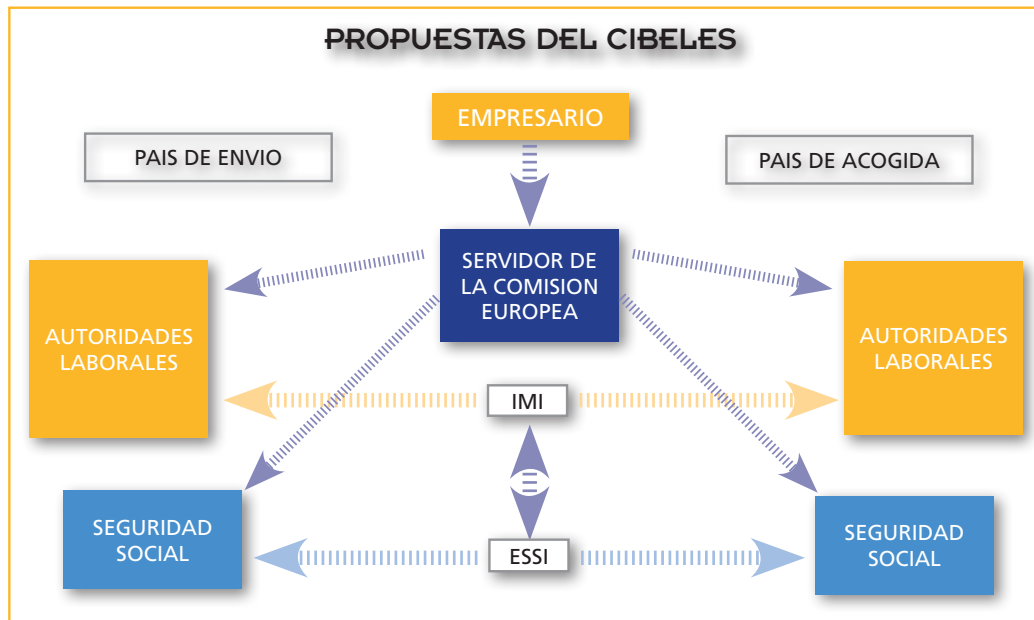 PROPUESTAS DEL CIBELES
EMPRESARIO
PAIS DE ENVIO
PAIS DE ACOGIDA
SERVIDOR DE
LA COMISION
EUROPEA
AUTORIDADES
LABORALES
AUTORIDADES
LABORALES
IMI
SEGURIDAD
SOCIAL
ESSI
SEGURIDAD
SOCIAL